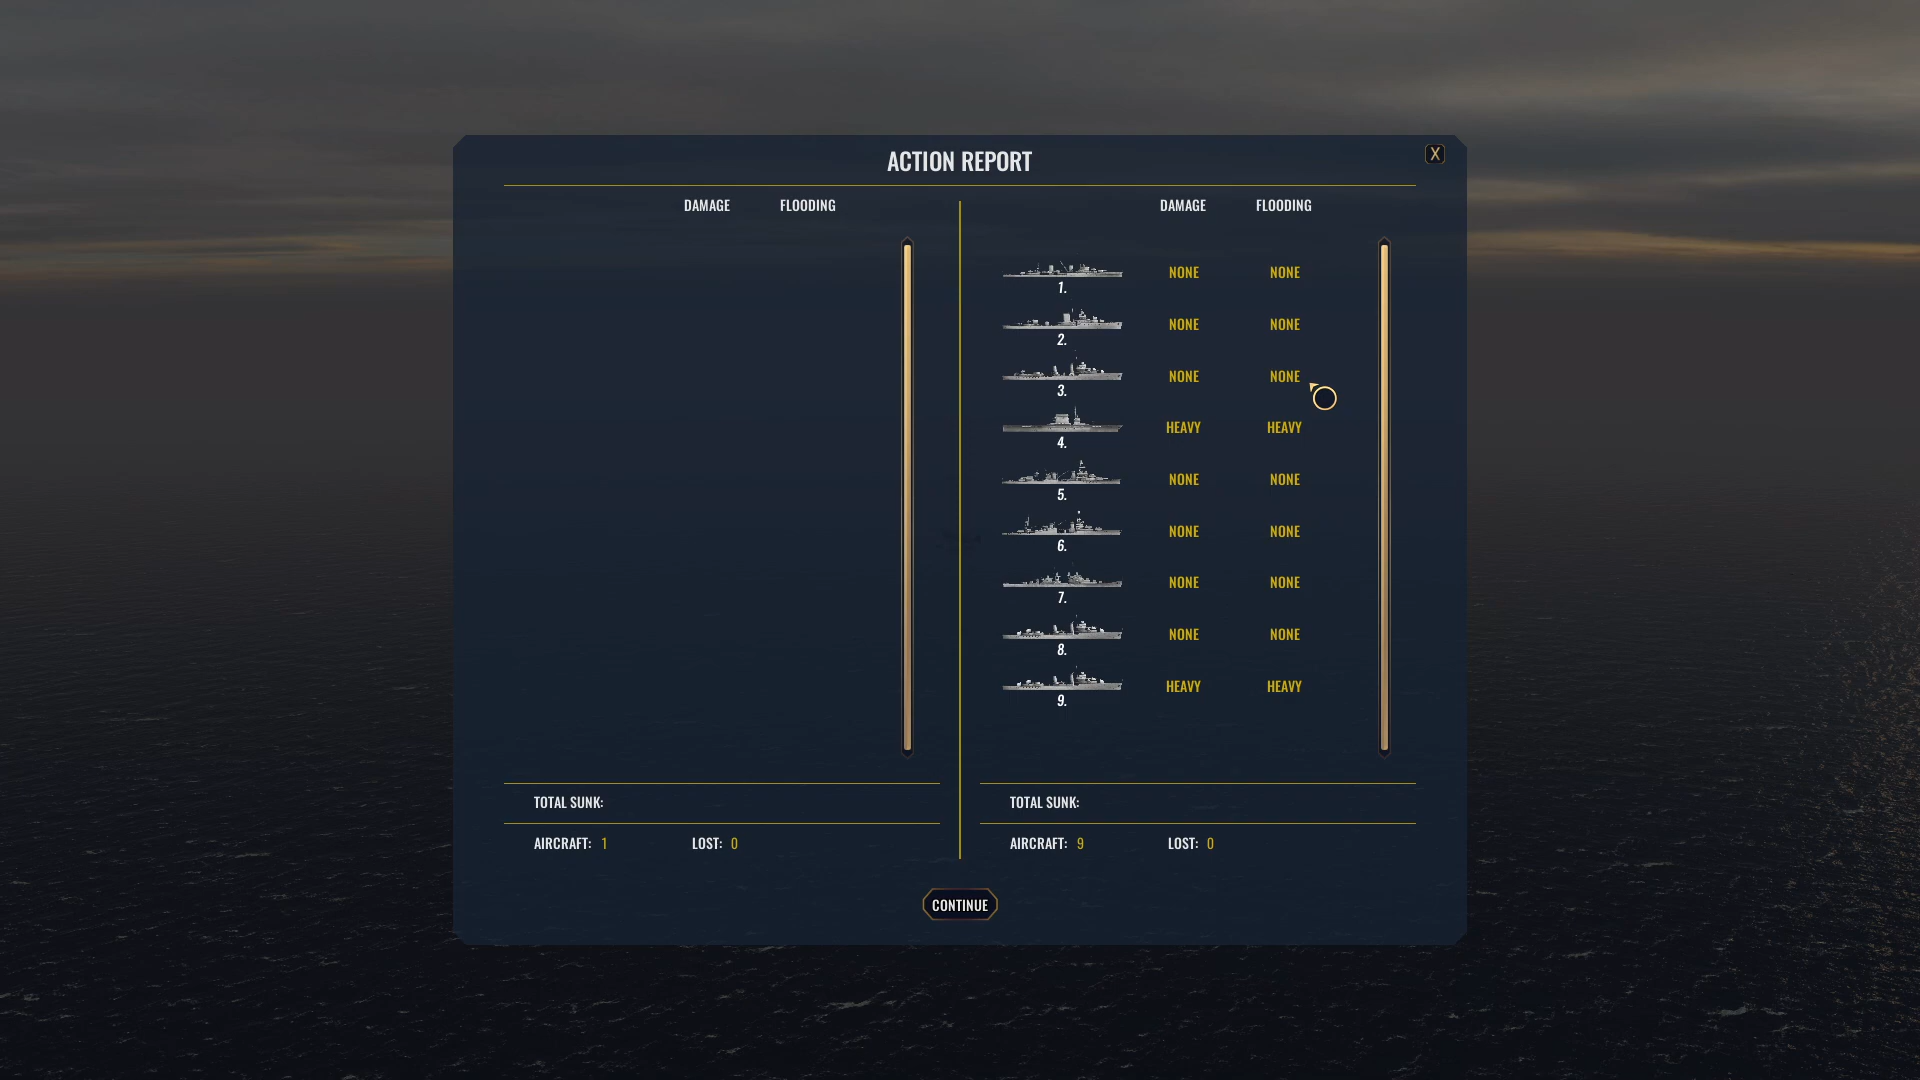 ACTION REPORT
X
DAMAGE FLOODING
DAMAGE FLOODING
NONE NONE
1.
NONE NONE
2.
NONE NONE
3.
HEAVY HEAVY
4.
NONE NONE
5.
NONE NONE
6.
NONE NONE
7.
NONE NONE
8.
HEAVY HEAVY
9.
TOTAL SUNK:
AIRCRAFT: 1 LOST: 0
TOTAL SUNK:
AIRCRAFT: 9 LOST: 0
CONTINUE